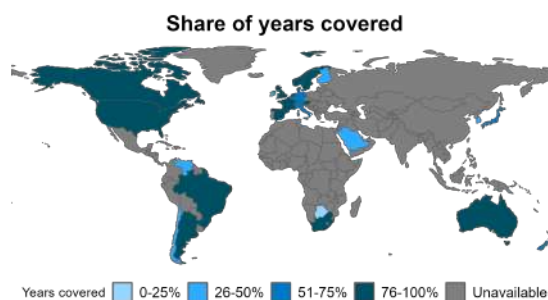 Share of years covered
Years covered 0-25% 26-50% 51-75% 76-100% Unavailable